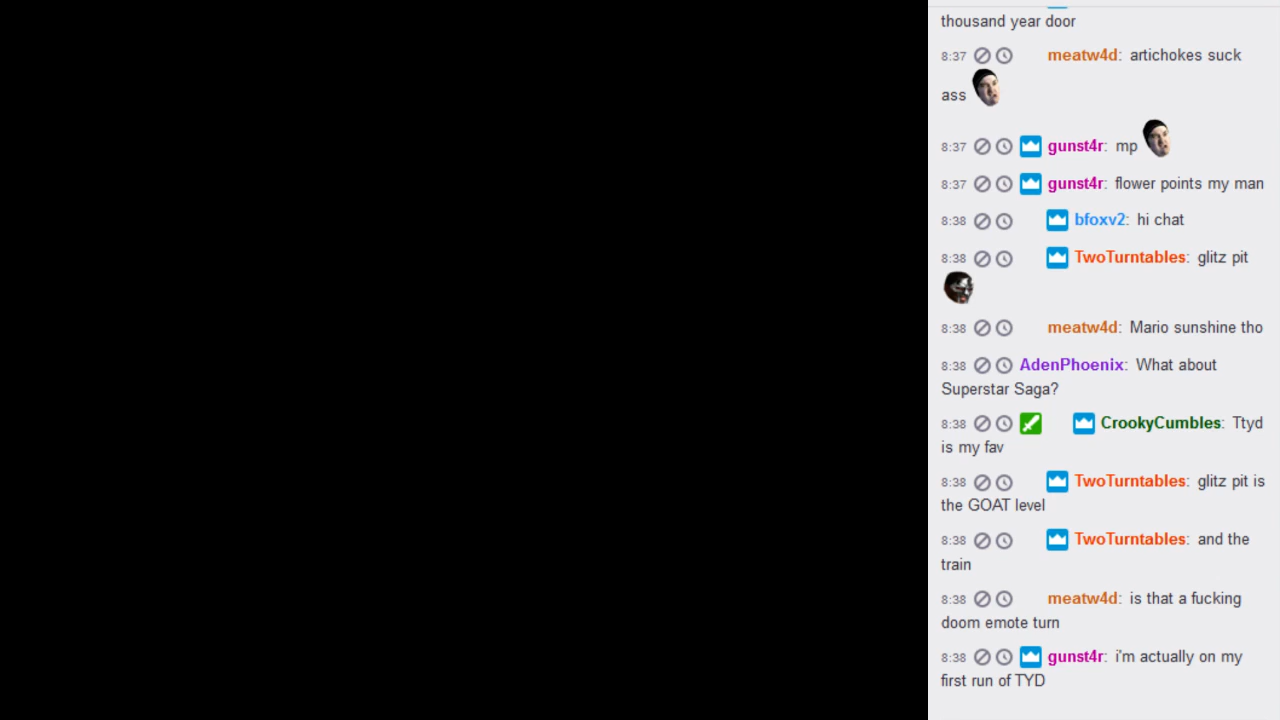 thousand year door
8:37 meatw4d: artichokes suck
ass
8:37 gunst4r: mp
8:37 gunst4r: flower points my man
8:38 bfoxv2: hi chat
8:38 TwoTurntables: glitz pit
8:38 meatw4d: Mario sunshine tho
8:38 AdenPhoenix: What about
Superstar Saga?
8:38 CrookyCumbles: Ttyd
is my fav
8:38 TwoTurntables: glitz pit is
the GOAT level
8:38 TwoTurntables: and the
train
8:38 meatw4d: is that a fucking
doom emote turn
8:38 gunst4r: i'm actually on my
first run of TYD